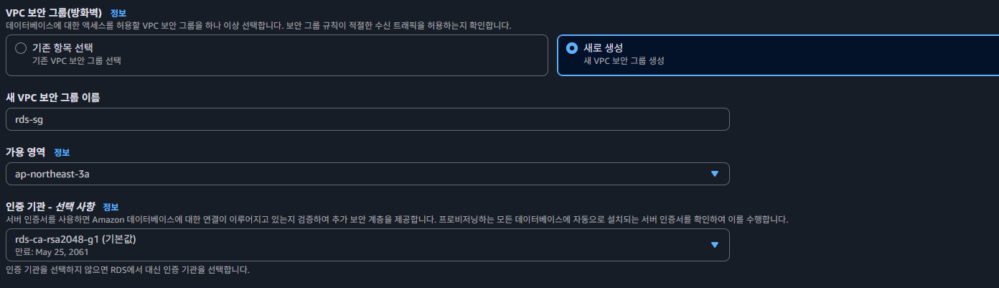 VPC 보안 그룹(방화벽) 정보
데이터베이스에 대한 액세스를 허용할 VPC 보안 그룹을 하나 이상 선택합니다. 보안 그룹 규칙이 적절한 수신 트래픽을 허용하는지 확인합니다.
기존 항목 선택
기존 VPC 보안 그룹 선택
새로 생성
새 VPC 보안 그룹 생성
새 VPC 보안 그룹 이름
rds-sg
가용 영역 정보
ap-northeast-3a
인증 기관 - 선택 사항 정보
서버 인증서를 사용하면 Amazon 데이터베이스에 대한 연결이 이루어지고 있는지 검증하여 추가 보안 계층을 제공합니다. 프로비저닝하는 모든 데이터베이스에 자동으로 설치되는 서버 인증서를 확인하여 이를 수행합니다.
rds-ca-rsa2048-g1 (기본값)
만료: May 25, 2061
인증 기관을 선택하지 않으면 RDS에서 대신 인증 기관을 선택합니다.